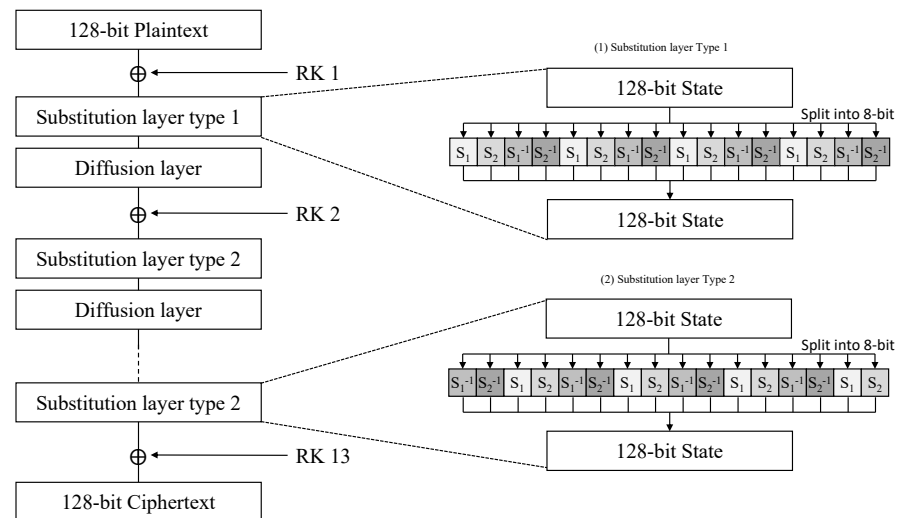 128-bit Plaintext
RK 1
Substitution layer type 1
Diffusion layer
RK 2
Substitution layer type 2
Diffusion layer
Substitution layer type 2
RK 13
128-bit Ciphertext
(1) Substitution layer Type 1
128-bit State
Split into 8-bit
S₁ S₂ S₁⁻¹ S₂⁻¹ S₁ S₂ S₁⁻¹ S₂⁻¹ S₁ S₂ S₁⁻¹ S₂⁻¹ S₁ S₂ S₁⁻¹ S₂⁻¹
128-bit State
(2) Substitution layer Type 2
128-bit State
Split into 8-bit
S₁⁻¹ S₂⁻¹ S₁ S₂ S₁⁻¹ S₂⁻¹ S₁ S₂ S₁⁻¹ S₂⁻¹ S₁ S₂ S₁⁻¹ S₂⁻¹ S₁ S₂
128-bit State